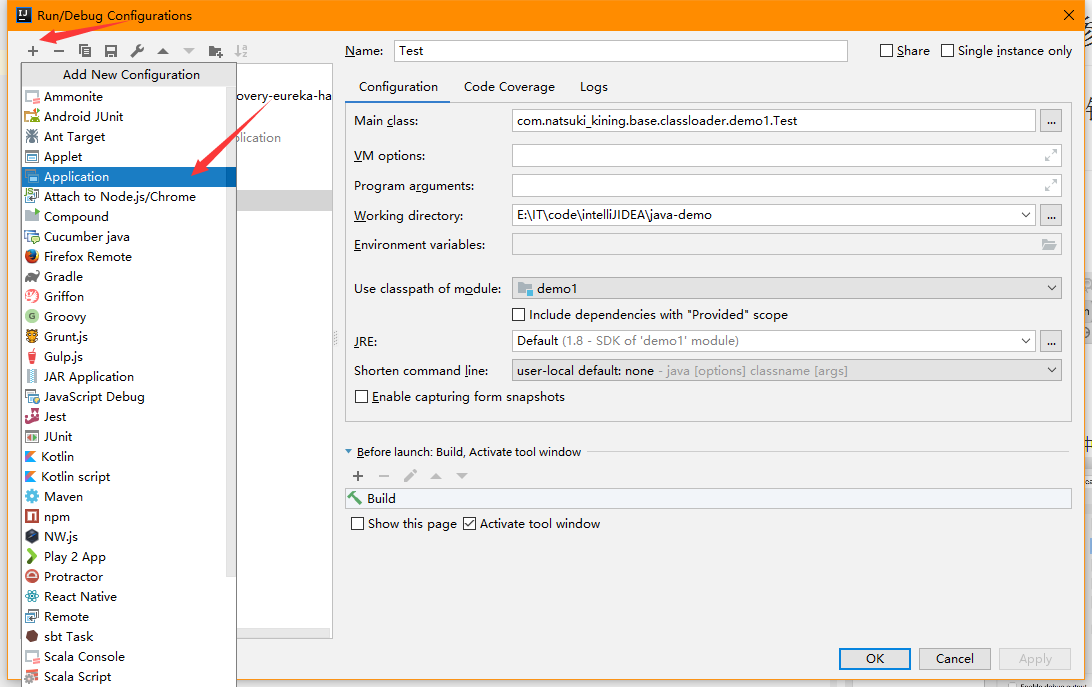 Run/Debug Configurations
Name: Test
Share
Single instance only
Add New Configuration
Ammonite
Android JUnit
Ant Target
Applet
Application
Attach to Node.js/Chrome
Compound
Cucumber java
Firefox Remote
Gradle
Griffon
Groovy
Grunt.js
Gulp.js
JAR Application
JavaScript Debug
Jest
JUnit
Kotlin
Kotlin script
Maven
npm
NW.js
Play 2 App
Protractor
React Native
Remote
sbt Task
Scala Console
Scala Script
overy-eureka-ha
plication
Configuration
Code Coverage
Logs
Main class: com.natsuki_kining.base.classloader.demo1.Test
...
VM options:
Program arguments:
Working directory: E:\IT\code\intelliJIDEA\java-demo
...
Environment variables:
Use classpath of module: demo1
Include dependencies with "Provided" scope
JRE: Default (1.8 - SDK of 'demo1' module)
...
Shorten command line: user-local default: none - java [options] classname [args]
Enable capturing form snapshots
Before launch: Build, Activate tool window
Build
Show this page
Activate tool window
OK
Cancel
Apply